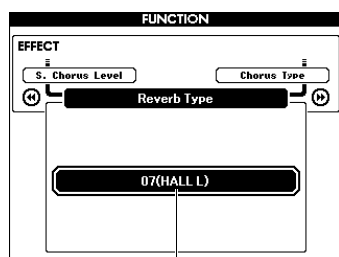 FUNCTION
EFFECT
S. Chorus Level
Chorus Type
Reverb Type
07(HALL L)